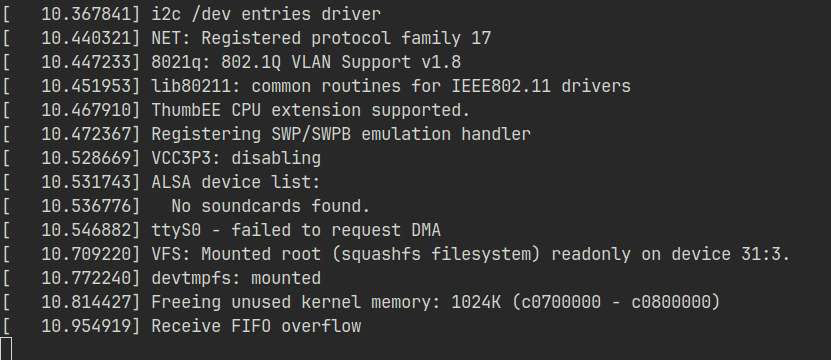 [   10.367841] i2c /dev entries driver
[   10.440321] NET: Registered protocol family 17
[   10.447233] 8021q: 802.1Q VLAN Support v1.8
[   10.451953] lib80211: common routines for IEEE802.11 drivers
[   10.467910] ThumbEE CPU extension supported.
[   10.472367] Registering SWP/SWPB emulation handler
[   10.528669] VCC3P3: disabling
[   10.531743] ALSA device list:
[   10.536776]   No soundcards found.
[   10.546882] ttyS0 - failed to request DMA
[   10.709220] VFS: Mounted root (squashfs filesystem) readonly on device 31:3.
[   10.772240] devtmpfs: mounted
[   10.814427] Freeing unused kernel memory: 1024K (c0700000 - c0800000)
[   10.954919] Receive FIFO overflow